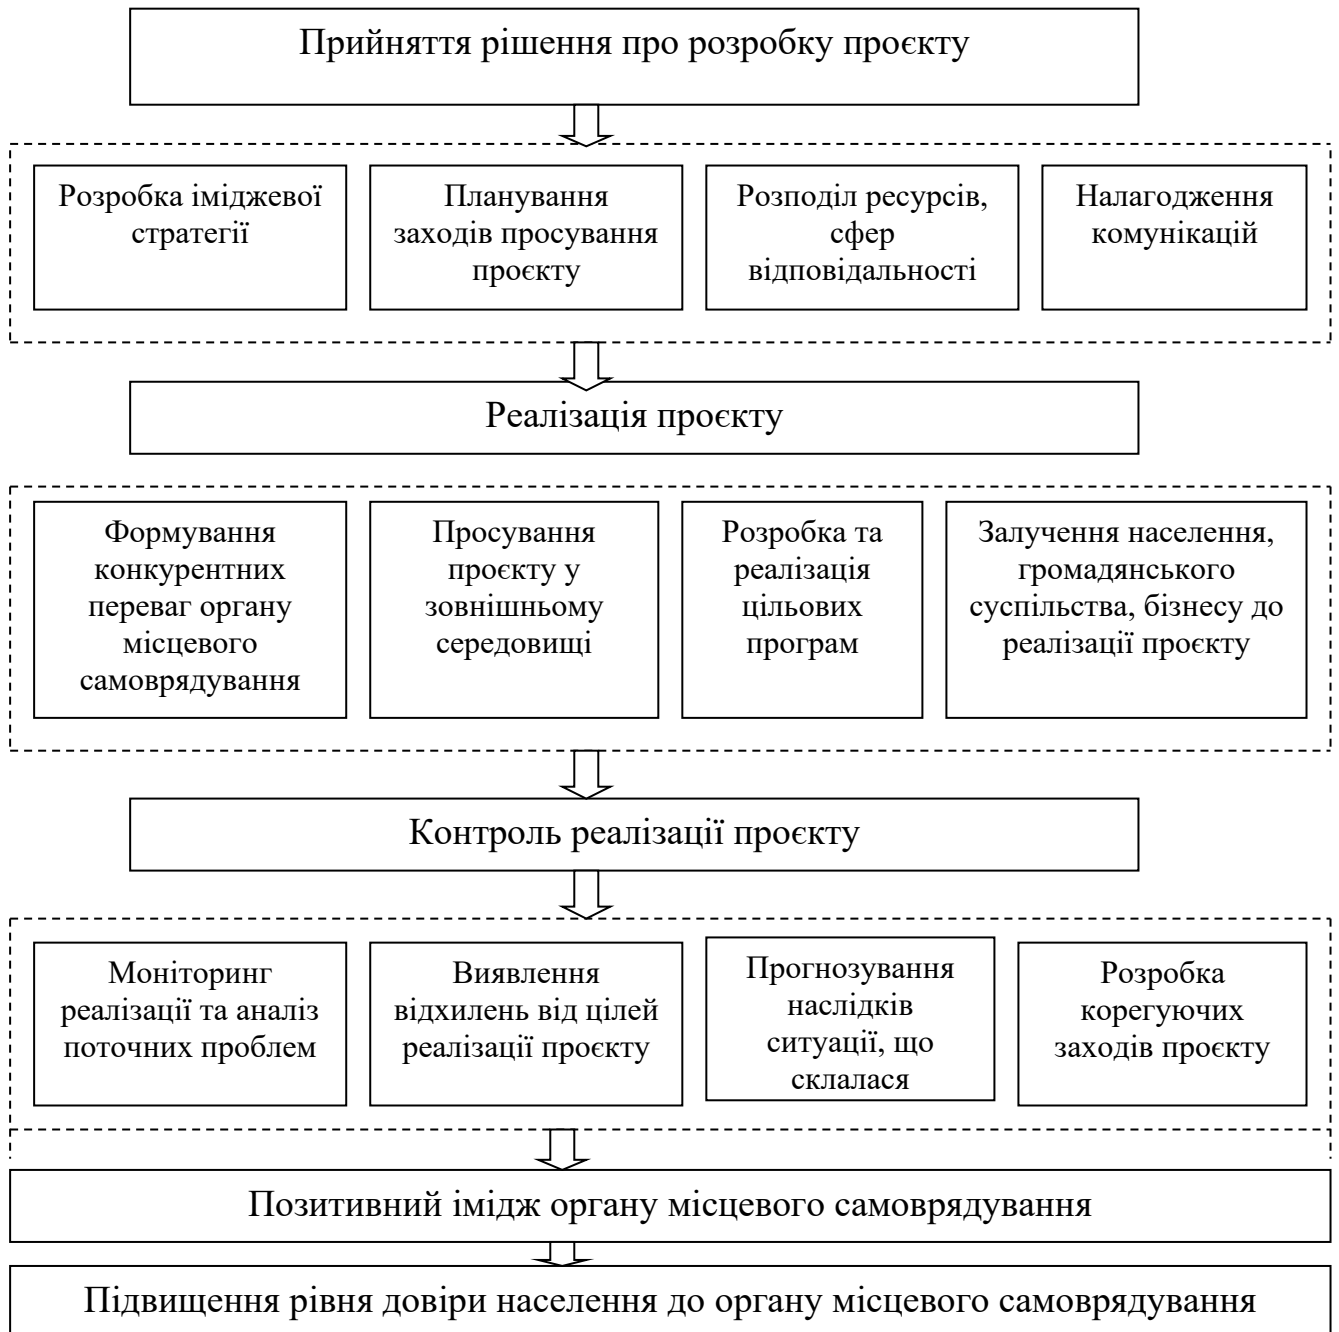 Прийняття рішення про розробку проєкту
Розробка іміджевої
стратегії
Планування
заходів просування
проєкту
Розподіл ресурсів,
сфер
відповідальності
Налагодження
комунікацій
Реалізація проєкту
Формування
конкурентних
переваг органу
місцевого
самоврядування
Просування
проєкту у
зовнішньому
середовищі
Розробка та
реалізація
цільових
програм
Залучення населення,
громадянського
суспільства, бізнесу до
реалізації проєкту
Контроль реалізації проєкту
Моніторинг
реалізації та аналіз
поточних проблем
Виявлення
відхилень від цілей
реалізації проєкту
Прогнозування
наслідків
ситуації, що
склалася
Розробка
корегуючих
заходів проєкту
Позитивний імідж органу місцевого самоврядування
Підвищення рівня довіри населення до органу місцевого самоврядування